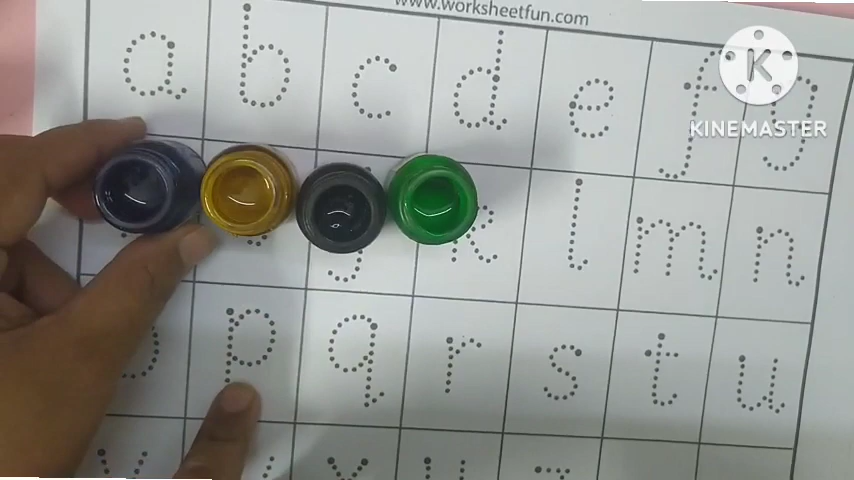 www.worksheetfun.com
K
KINEMASTER
a b c d e f g
j k l m n
p q r s t u
v x y z